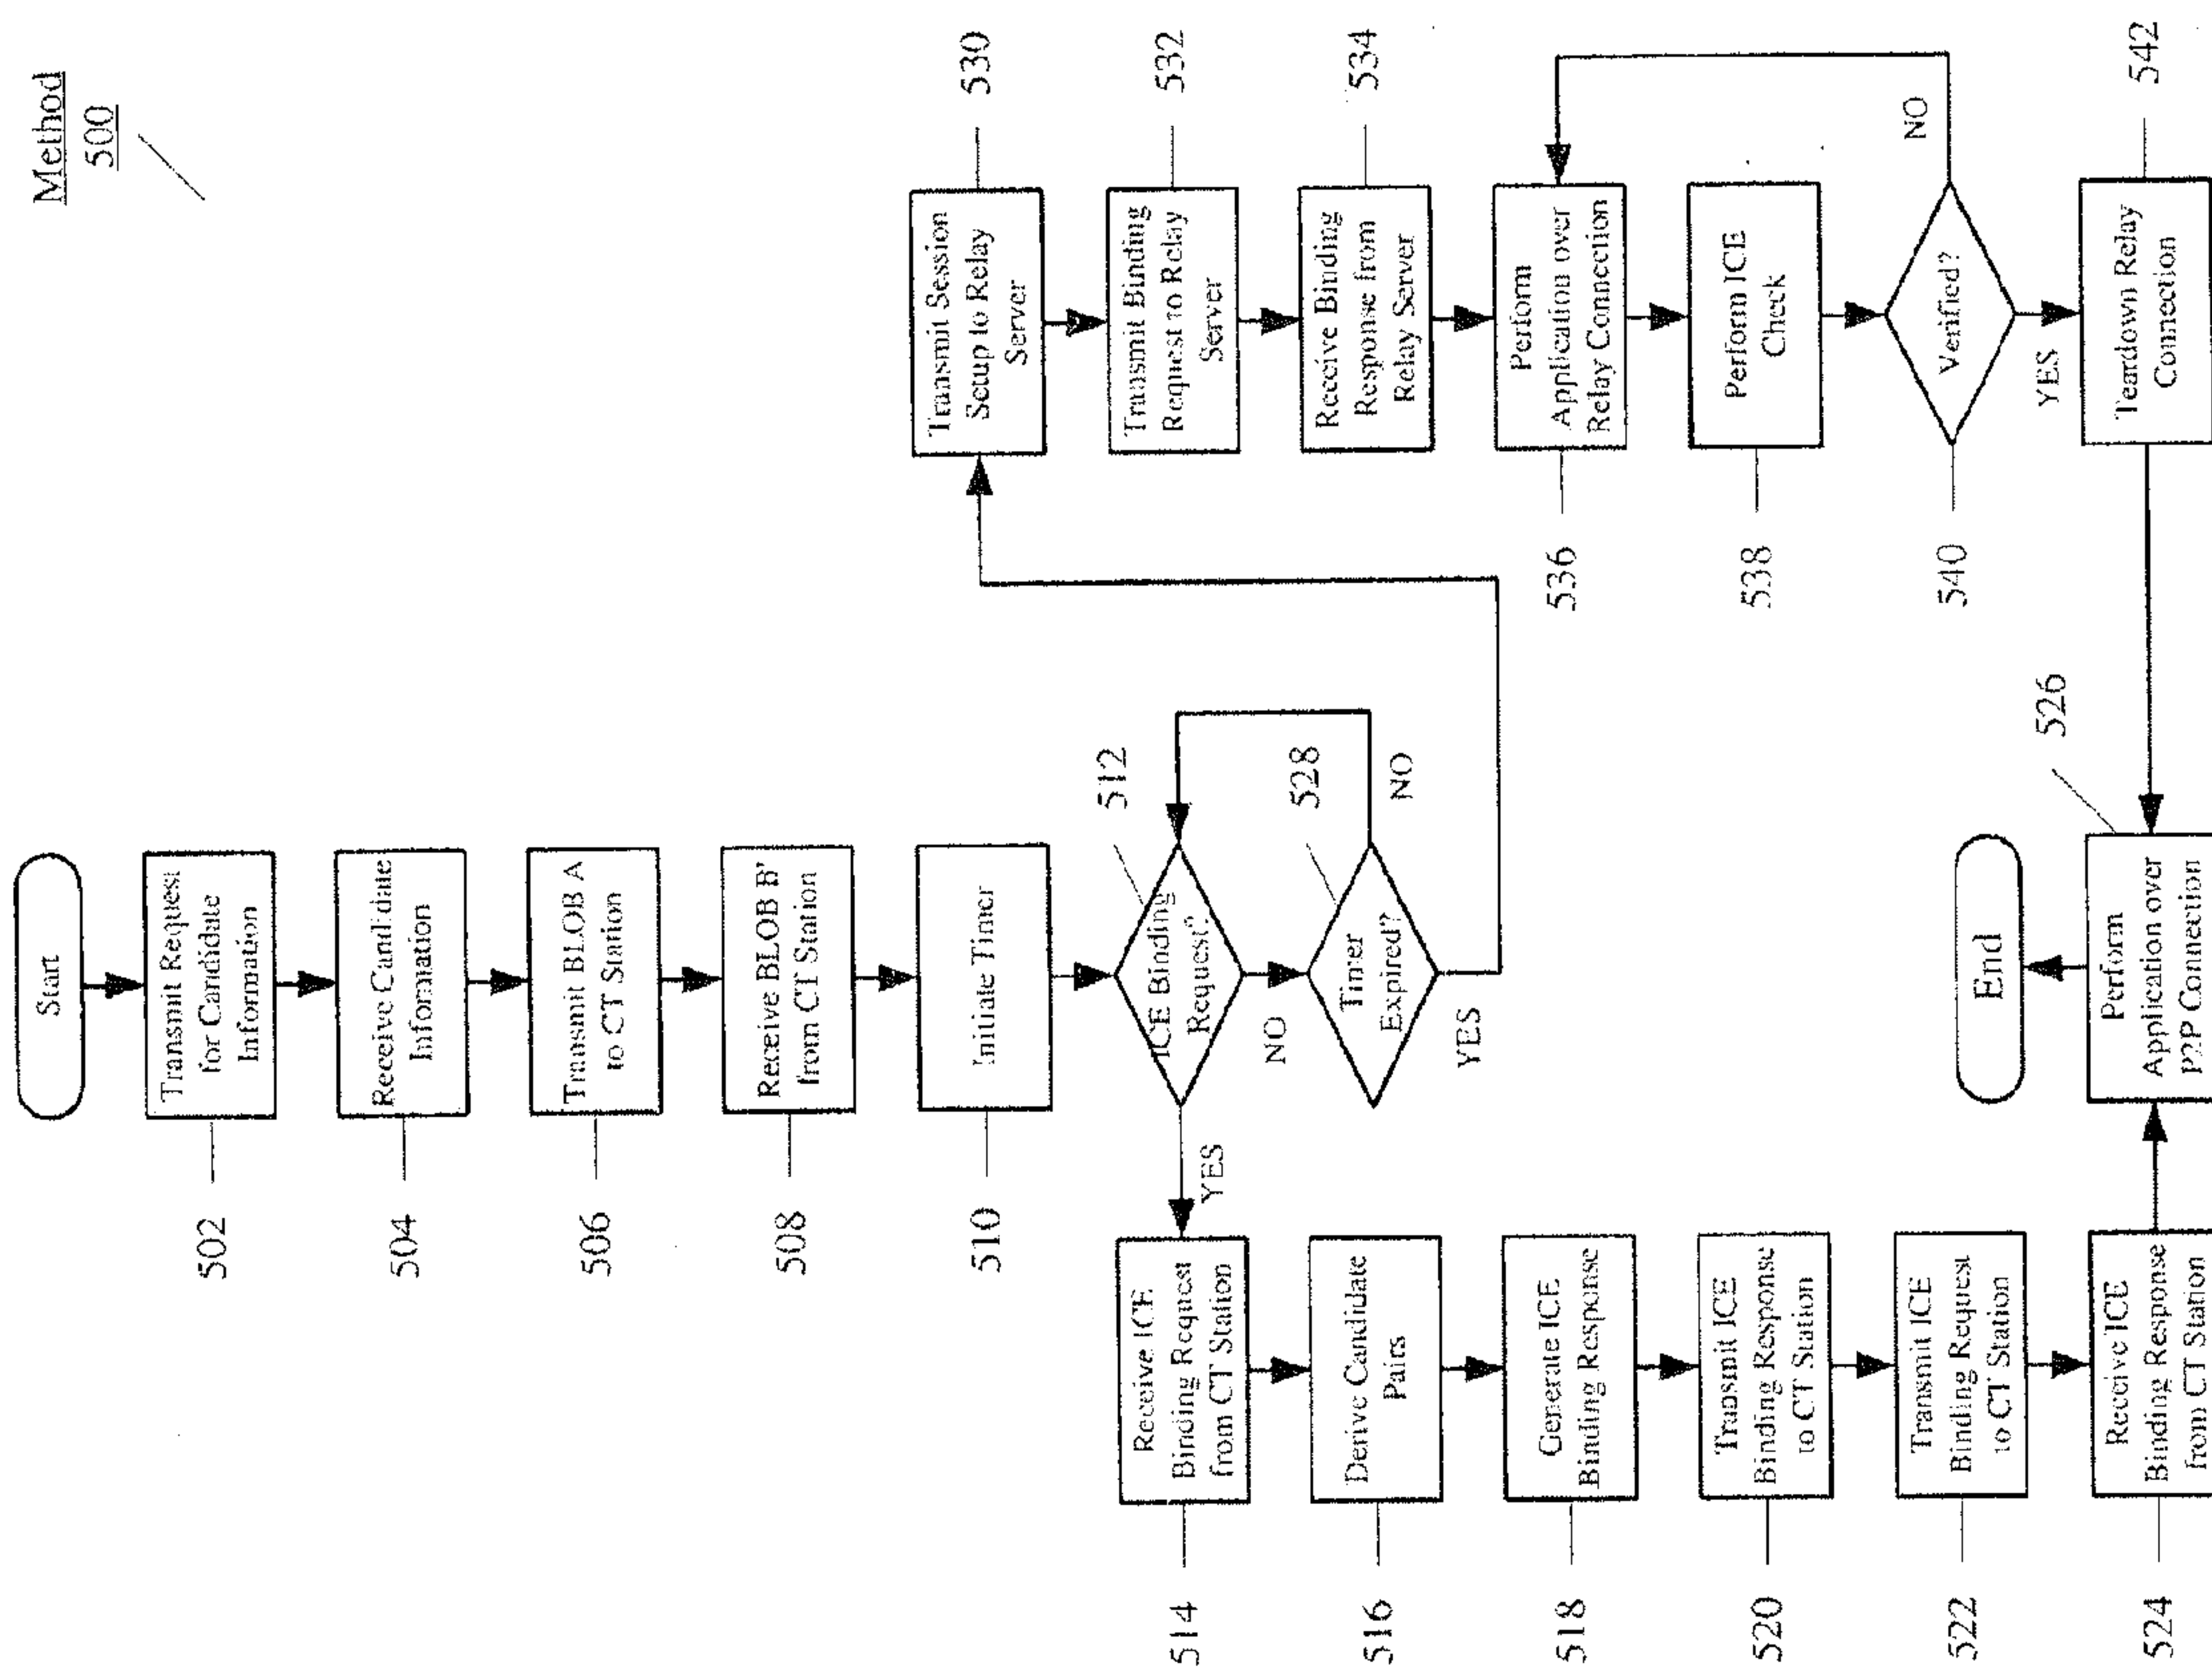 Method
500
Start
502
Transmit Request
for Candidate
Information
504
Receive Candidate
Information
506
Transmit BLOB A
to CT Station
508
Receive BLOB B'
from CT Station
510
Initiate Timer
512
ICE Binding
Request?
YES
NO
528
Timer
Expired?
NO
YES
514
Receive ICE
Binding Request
from CT Station
516
Derive Candidate
Pairs
518
Generate ICE
Binding Response
520
Transmit ICE
Binding Response
to CT Station
522
Transmit ICE
Binding Request
to CT Station
524
Receive ICE
Binding Response
from CT Station
530
Transmit Session
Setup to Relay
Server
532
Transmit Binding
Request to Relay
Server
534
Receive Binding
Response from
Relay Server
536
Perform
Application over
Relay Connection
538
Perform ICE
Check
540
Verified?
NO
YES
542
Teardown Relay
Connection
526
Perform
Application over
P2P Connection
End